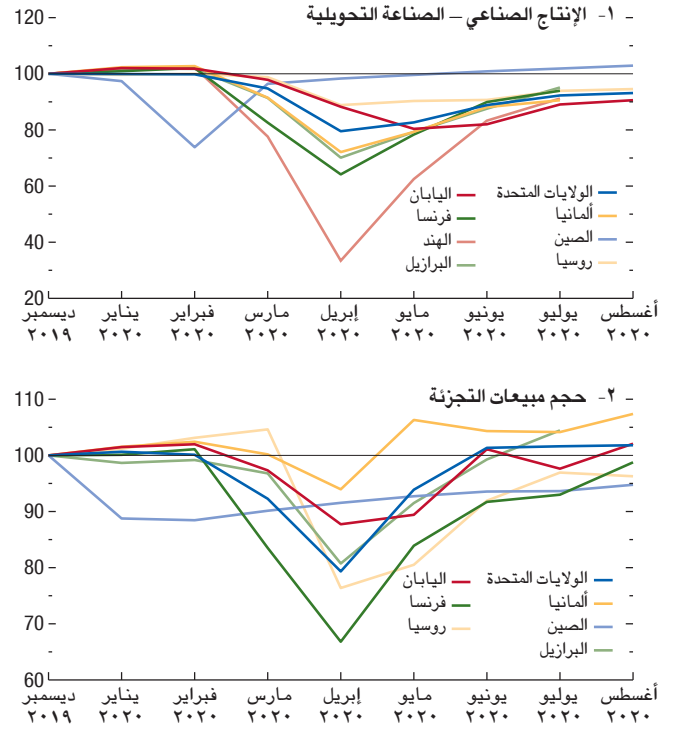 ١- الإنتاج الصناعي – الصناعة التحويلية
120
100
80
60
40
20
اليابان
فرنسا
الهند
البرازيل
الولايات المتحدة
ألمانيا
الصين
روسيا
ديسمبر يناير فبراير مارس إبريل مايو يونيو يوليو أغسطس
٢٠١٩ ٢٠٢٠ ٢٠٢٠ ٢٠٢٠ ٢٠٢٠ ٢٠٢٠ ٢٠٢٠ ٢٠٢٠ ٢٠٢٠
٢- حجم مبيعات التجزئة
110
100
90
80
70
60
اليابان
فرنسا
روسيا
الولايات المتحدة
ألمانيا
الصين
البرازيل
ديسمبر يناير فبراير مارس إبريل مايو يونيو يوليو أغسطس
٢٠١٩ ٢٠٢٠ ٢٠٢٠ ٢٠٢٠ ٢٠٢٠ ٢٠٢٠ ٢٠٢٠ ٢٠٢٠ ٢٠٢٠